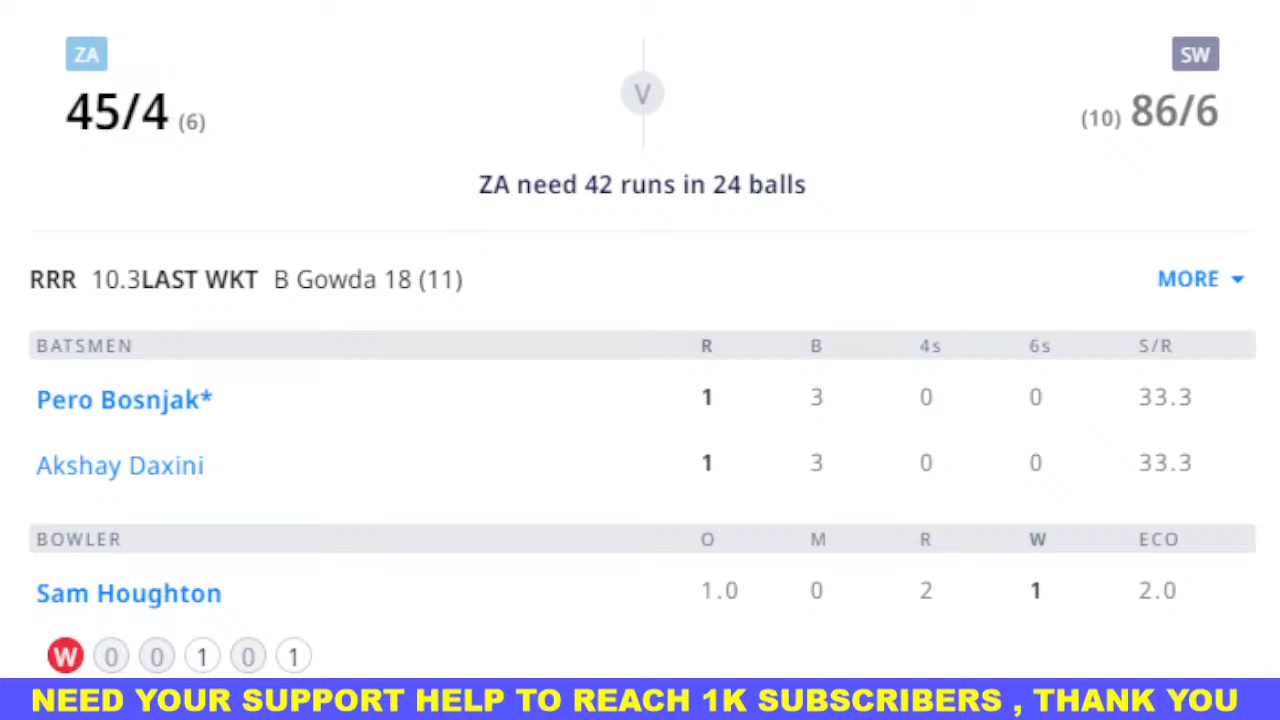 ZA SW
45/4 (6) V (10) 86/6
ZA need 42 runs in 24 balls
RRR 10.3LAST WKT B Gowda 18 (11) MORE
BATSMEN R B 4s 6s S/R
Pero Bosnjak* 1 3 0 0 33.3
Akshay Daxini 1 3 0 0 33.3
BOWLER O M R W ECO
Sam Houghton 1.0 0 2 1 2.0
W 0 0 1 0 1
NEED YOUR SUPPORT HELP TO REACH 1K SUBSCRIBERS , THANK YOU